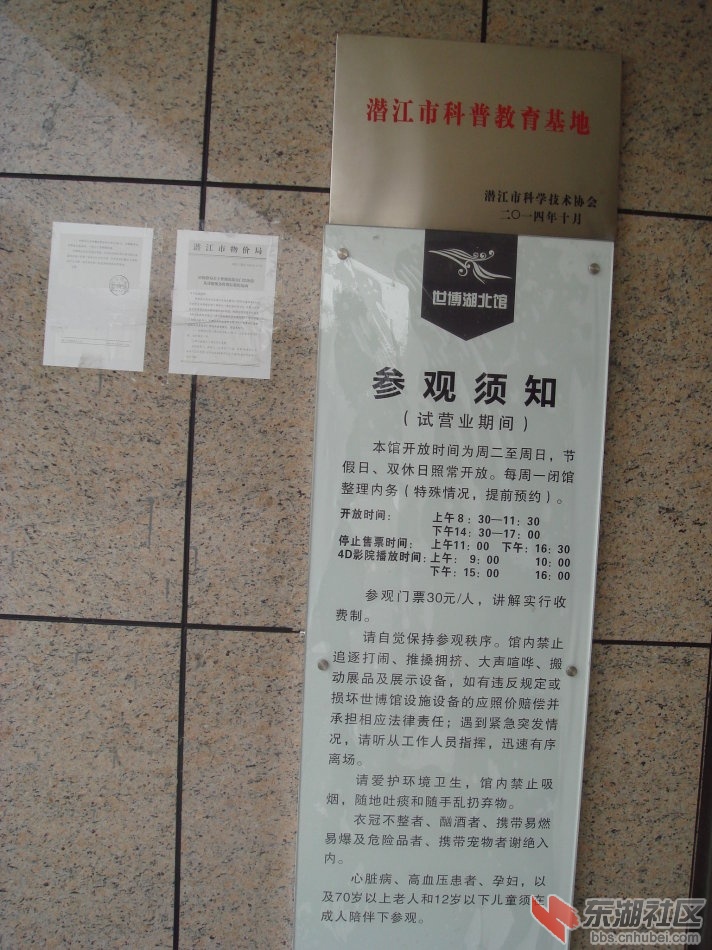 潜江市科普教育基地
潜江市科学技术协会
二〇一四年十月
潜江市物价局
世博湖北馆
参观须知
（试营业期间）
本馆开放时间为周二至周日，节
假日、双休日照常开放。每周一闭馆
整理内务（特殊情况，提前预约）。
开放时间： 上午8：30—11：30
下午14：30—17：00
停止售票时间： 上午11：00 下午：16：30
4D影院播放时间：上午： 9：00 10：00
下午：15：00 16：00
参观门票30元/人，讲解实行收
费制。
请自觉保持参观秩序。馆内禁止
追逐打闹、推搡拥挤、大声喧哗、搬
动展品及展示设备，如有违反规定或
损坏世博馆设施设备的应照价赔偿并
承担相应法律责任；遇到紧急突发情
况，请听从工作人员指挥，迅速有序
离场。
请爱护环境卫生，馆内禁止吸
烟，随地吐痰和随手乱扔弃物。
衣冠不整者、酗酒者、携带易燃
易爆及危险品者、携带宠物者谢绝入
内。
心脏病、高血压患者、孕妇，以
及70岁以上老人和12岁以下儿童须在
成人陪伴下参观。
东湖社区
bbs.cnhubei.com